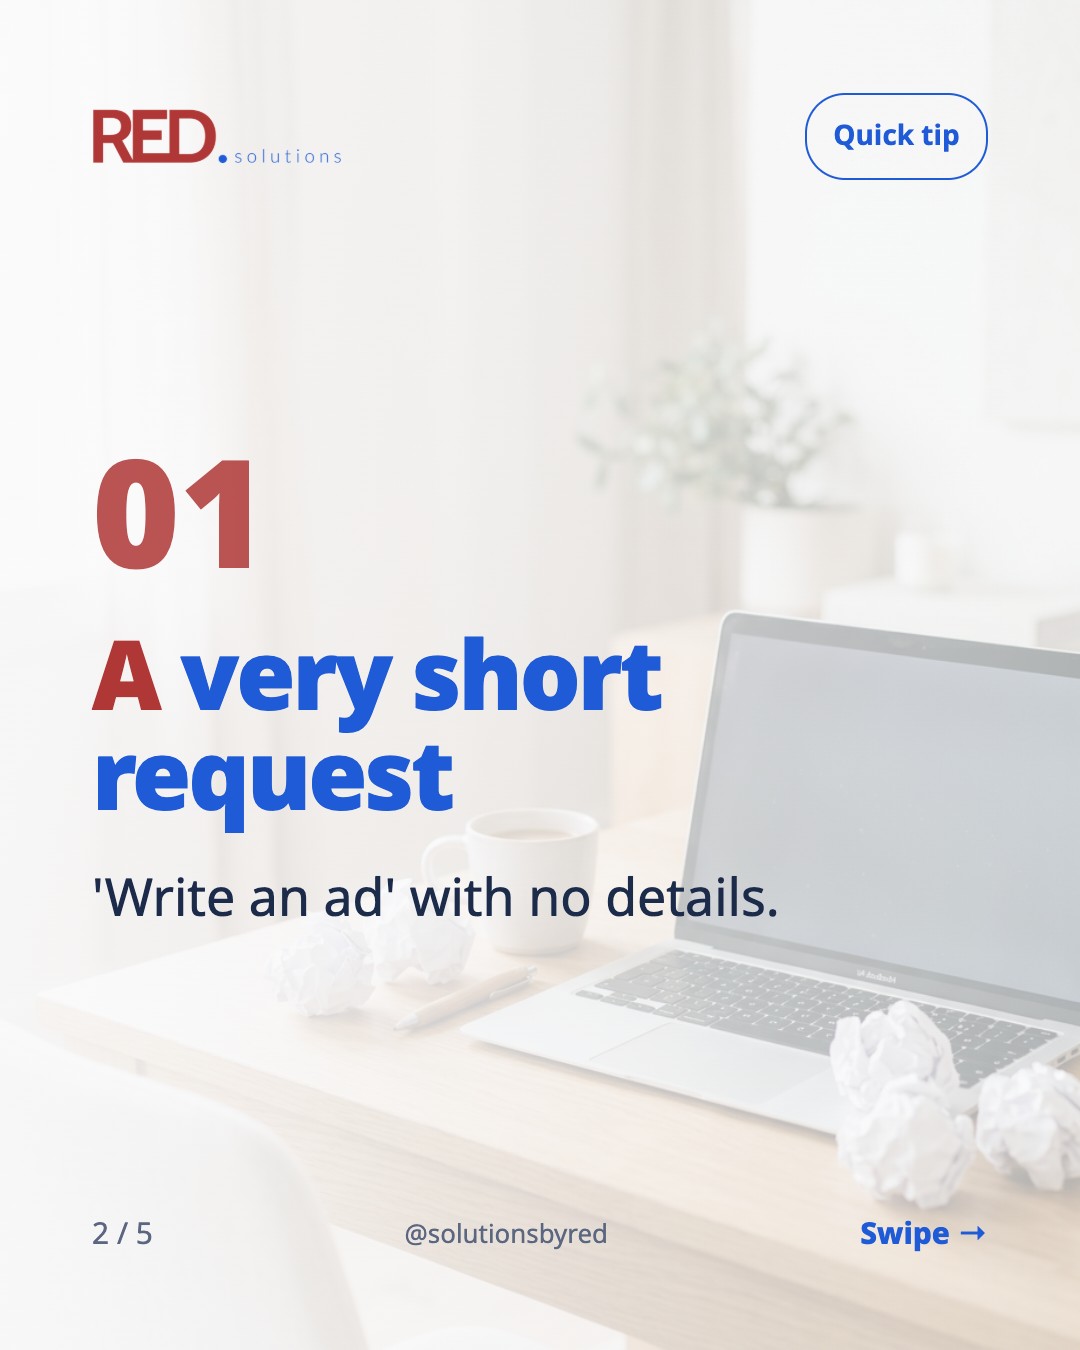 RED.solutions
Quick tip
01
A very short
request
'Write an ad' with no details.
2 / 5
@solutionsbyred
Swipe →